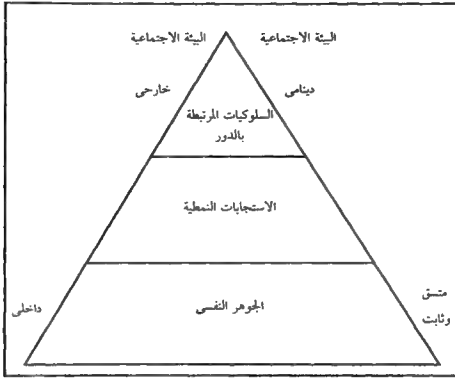 البيئة الاجتماعية البيئة الاجتماعية
دينامى خارجى
السلوكيات المرتبطة
بالدور
الاستجابات النمطية
الجوهر النفسى
متسق
وثابت
داخلى